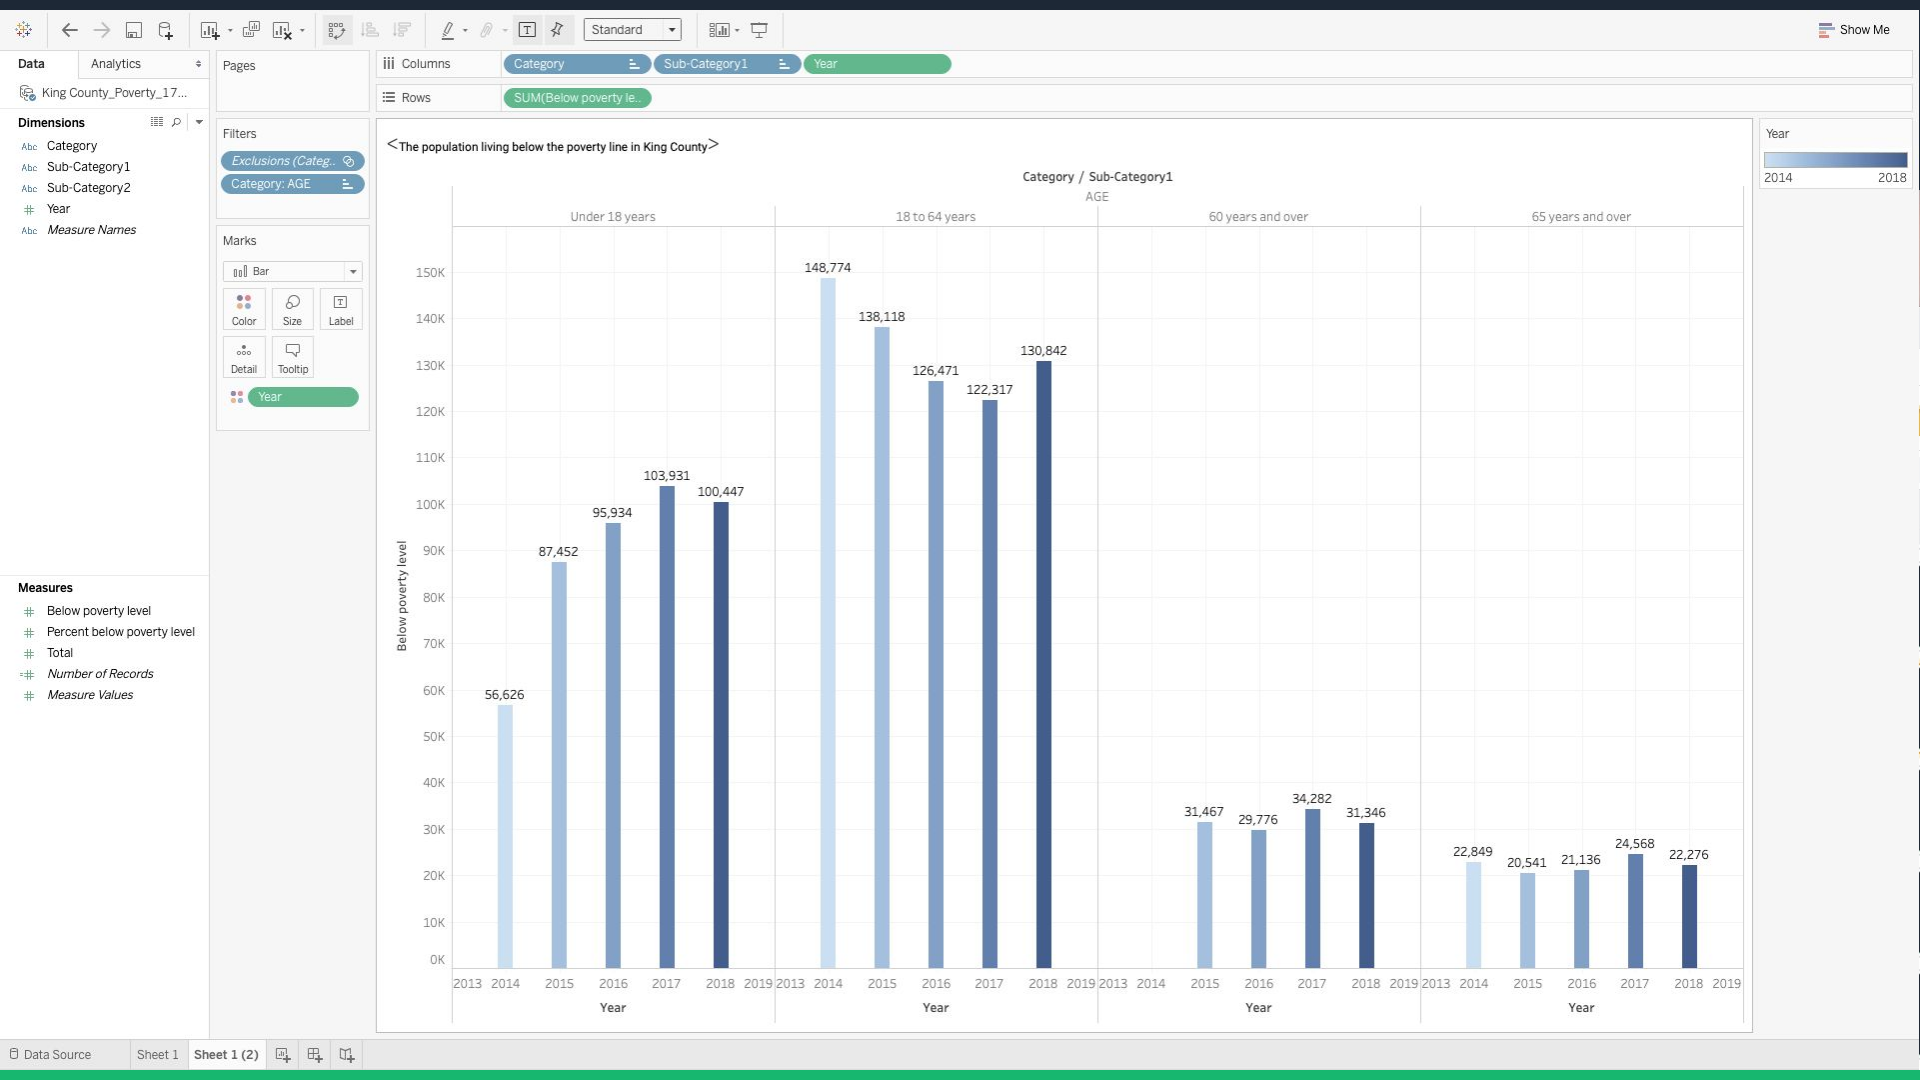 Standard
Show Me
Data
Analytics
Pages
Columns
Category
Sub-Category1
Year
King County_Poverty_17...
Rows
SUM(Below poverty le..
Dimensions
Abc Category
Abc Sub-Category1
Abc Sub-Category2
# Year
Abc Measure Names
Filters
Exclusions (Categ..
Category: AGE
Marks
Bar
Color
Size
Label
Detail
Tooltip
Year
Measures
# Below poverty level
# Percent below poverty level
# Total
=# Number of Records
# Measure Values
<The population living below the poverty line in King County>
Category / Sub-Category1
AGE
Under 18 years
18 to 64 years
60 years and over
65 years and over
150K
140K
130K
120K
110K
100K
90K
80K
70K
60K
50K
40K
30K
20K
10K
0K
Below poverty level
56,626
87,452
95,934
103,931
100,447
148,774
138,118
126,471
122,317
130,842
31,467
29,776
34,282
31,346
22,849
20,541
21,136
24,568
22,276
2013 2014 2015 2016 2017 2018 2019
2013 2014 2015 2016 2017 2018 2019
2013 2014 2015 2016 2017 2018 2019
2013 2014 2015 2016 2017 2018 2019
Year
Year
Year
Year
Year
2014
2018
Data Source
Sheet 1
Sheet 1 (2)